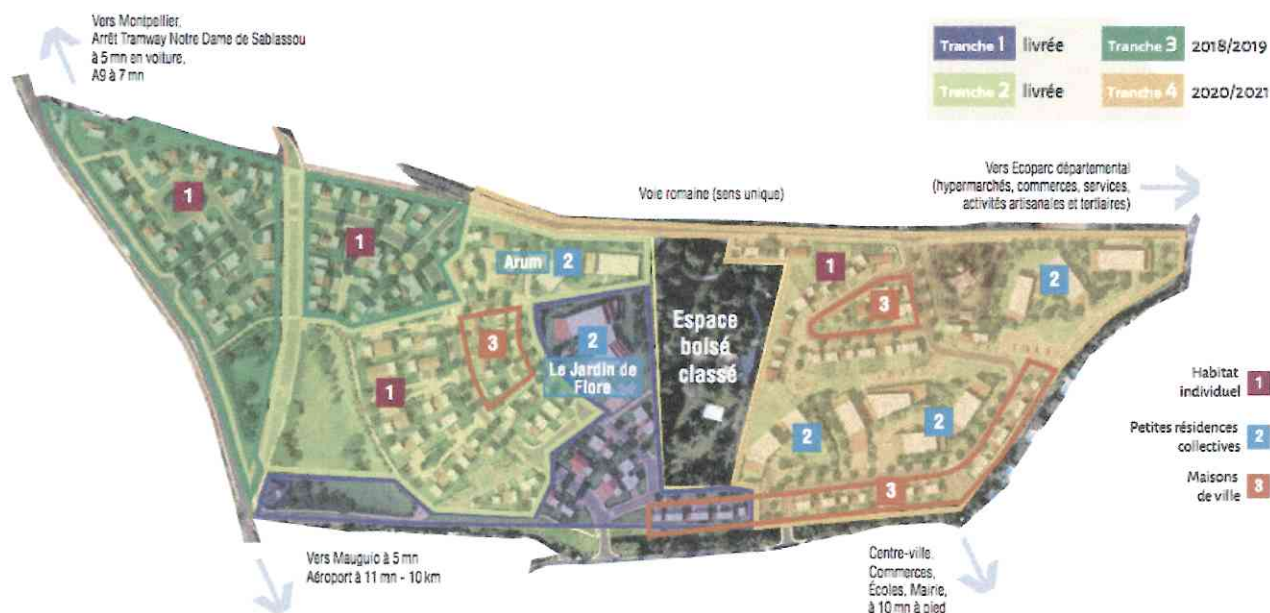 Vers Montpellier,
Arrêt Tramway Notre Dame de Sablassou
à 5 mn en voiture,
A9 à 7 mn
Tranche 1 livrée
Tranche 3 2018/2019
Tranche 2 livrée
Tranche 4 2020/2021
Vers Ecoparc départemental
(hypermarchés, commerces, services,
activités artisanales et tertiaires)
Voie romaine (sens unique)
1
1
Arum 2
1
3
2
3
2
Le Jardin de
Flore
Espace
boisé
classé
1
2
2
3
Habitat
individuel 1
Petites résidences
collectives 2
Maisons
de ville 3
Vers Mauguio à 5 mn
Aéroport à 11 mn - 10 km
Centre-ville,
Commerces,
Écoles, Mairie,
à 10 mn à pied